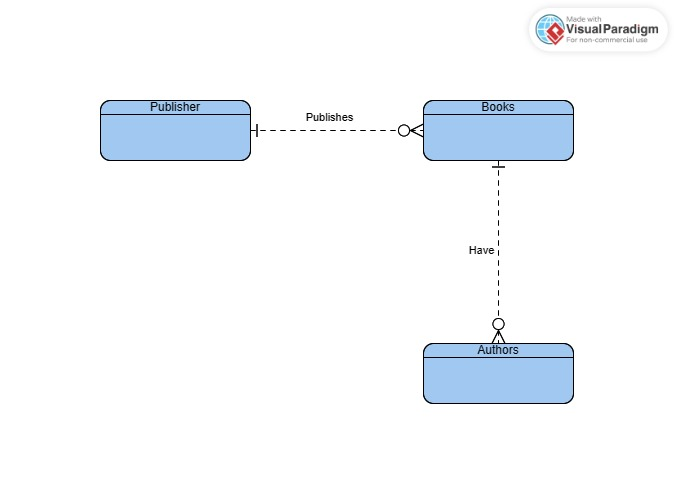 Made with
Visual Paradigm
For non-commercial use
Publisher
Publishes
Books
Have
Authors